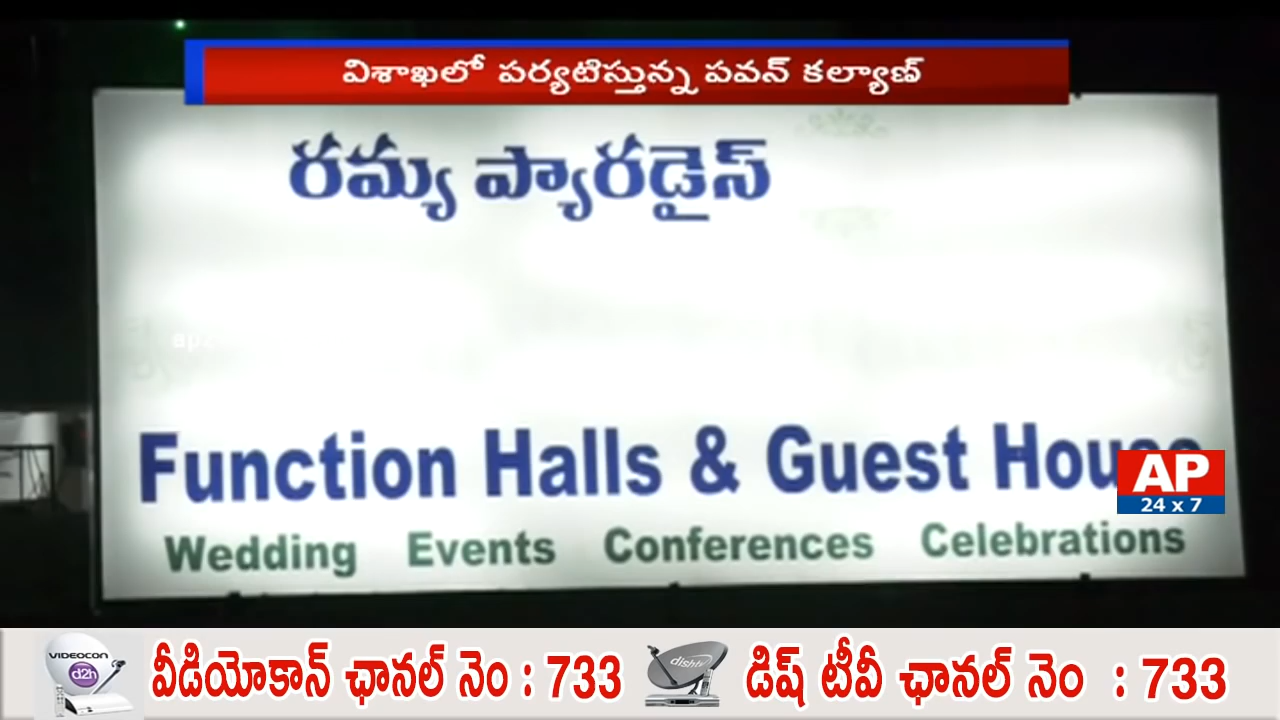 విశాఖలో పర్యటిస్తున్న పవన్ కల్యాణ్
రమ్య ప్యారడైస్
Function Halls & Guest House
AP
24 x 7
Wedding Events Conferences Celebrations
VIDEOCON
d2h
వీడియోకాన్ ఛానల్ నెం : 733
dishtv
డిష్ టీవీ ఛానల్ నెం : 733